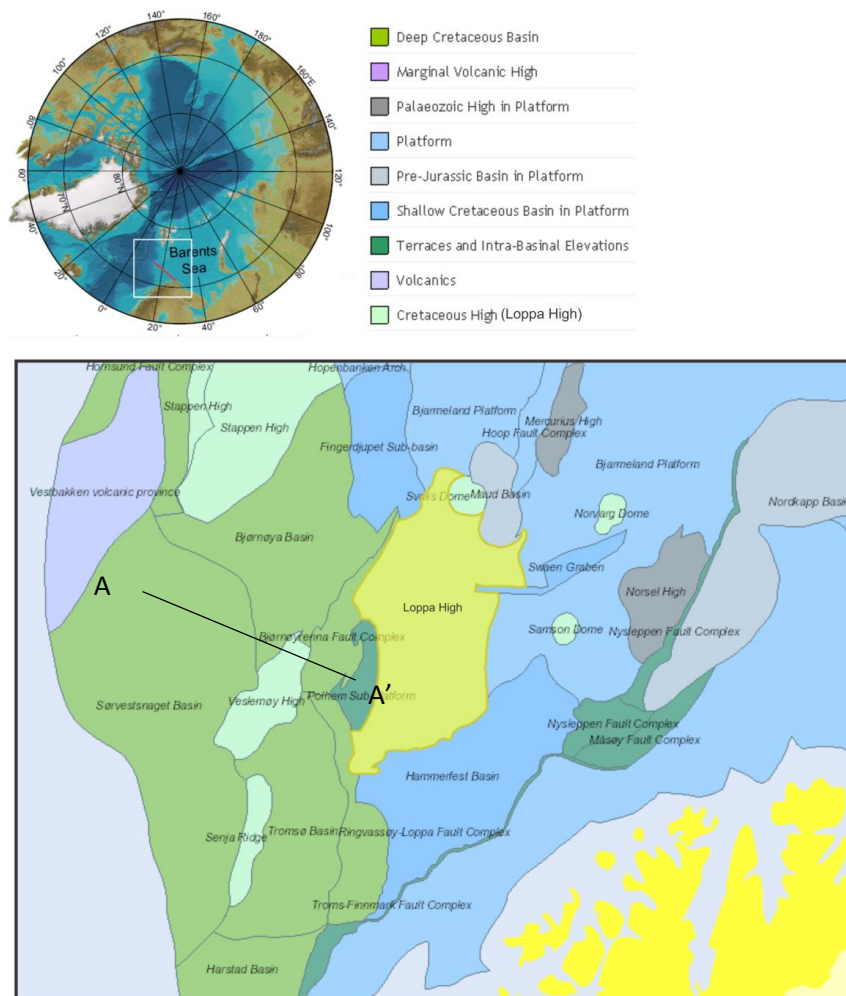 140°
160°
180°
160°E
140°
120°
100°
80°
60°
40°
20°
0°
20°
40°
60°
80°
100°
120°
80°N
70°N
Barents
Sea
Deep Cretaceous Basin
Marginal Volcanic High
Palaeozoic High in Platform
Platform
Pre-Jurassic Basin in Platform
Shallow Cretaceous Basin in Platform
Terraces and Intra-Basinal Elevations
Volcanics
Cretaceous High (Loppa High)
Hornsund Fault Complex
Hopenbanken Arch
Stappen High
Stappen High
Bjarmeland Platform
Mercurius High
Hoop Fault Complex
Fingerdjupet Sub-basin
Bjarmeland Platform
Vestbakken volcanic province
Svalis Dome
Maud Basin
Nordkapp Basin
Norvarg Dome
Bjørnøya Basin
Swaen Graben
A
Norsel High
Loppa High
Samson Dome
Nysleppen Fault Complex
Bjørnøyrenna Fault Complex
Veslemøy High
Polhem Sub-platform
A’
Sørvestsnaget Basin
Nysleppen Fault Complex
Måsøy Fault Complex
Hammerfest Basin
Senja Ridge
Tromsø Basin
Ringvassøy-Loppa Fault Complex
Troms-Finnmark Fault Complex
Harstad Basin